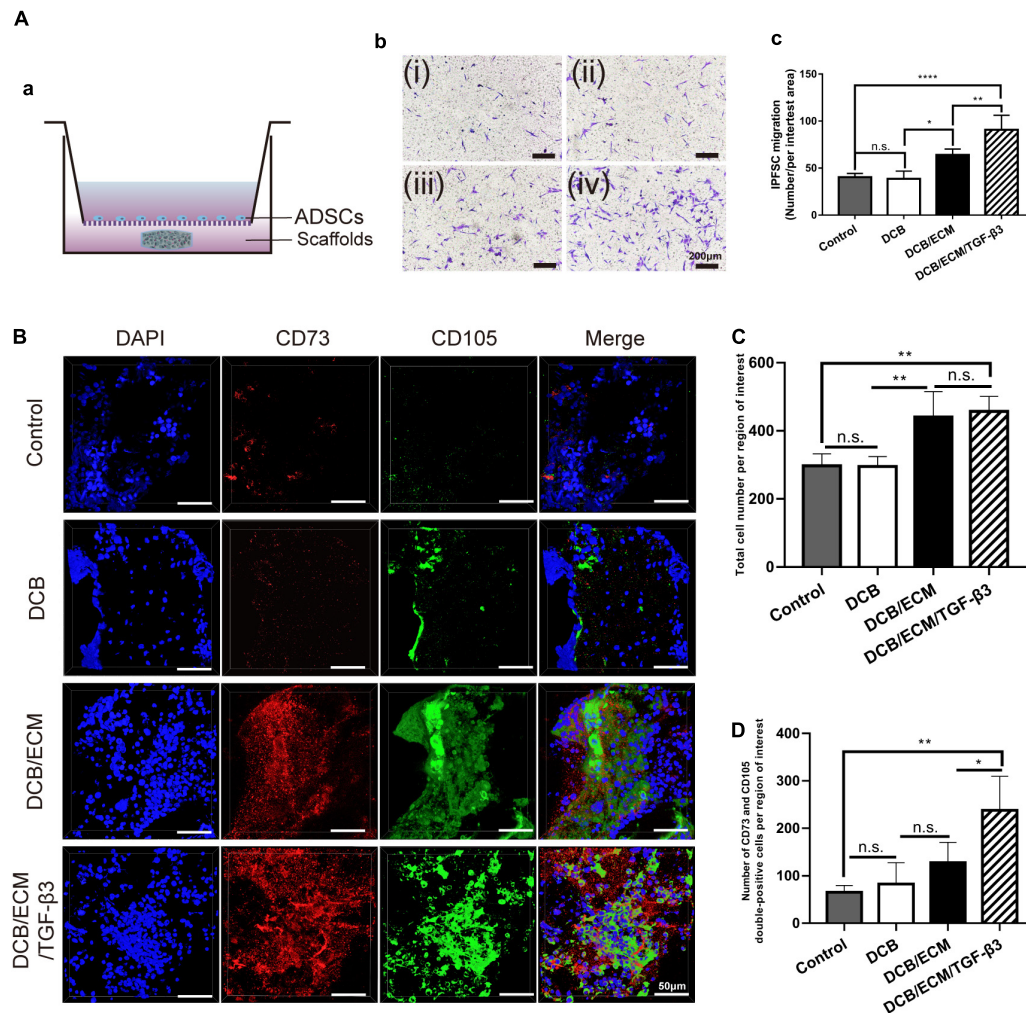 A
a
ADSCs
Scaffolds
b
(i)
(ii)
(iii)
(iv)
200μm
c
IPFSC migration
(Number/per intertest area)
150
100
50
0
n.s.
*
**
****
Control
DCB
DCB/ECM
DCB/ECM/TGF-β3
B
DAPI
CD73
CD105
Merge
Control
DCB
DCB/ECM
DCB/ECM
/TGF-β3
50μm
C
Total cell number per region of interest
600
400
200
0
n.s.
**
**
n.s.
Control
DCB
DCB/ECM
DCB/ECM/TGF-β3
D
Number of CD73 and CD105
double-positive cells per region of interest
400
300
200
100
0
n.s.
n.s.
**
*
Control
DCB
DCB/ECM
DCB/ECM/TGF-β3